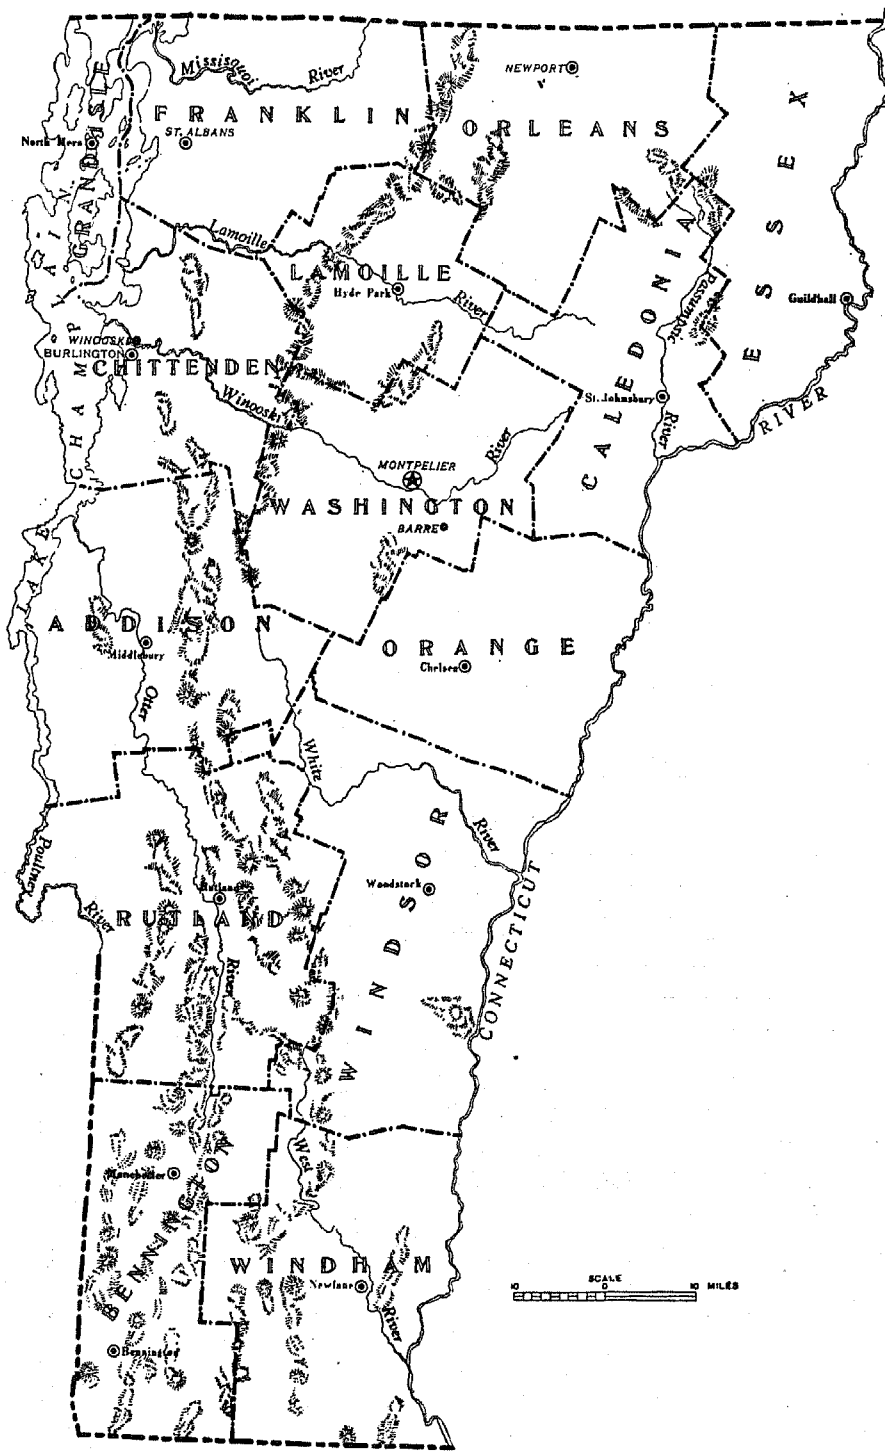 Missisquoi River
FRANKLIN
ST. ALBANS
NEWPORT
ORLEANS
ESSEX
GRAND ISLE
North Hero
LAKE CHAMPLAIN
Lamoille River
LAMOILLE
Hyde Park
CALEDONIA
Passumpsic River
Guildhall
WINOOSKI
BURLINGTON
CHITTENDEN
Winooski River
St. Johnsbury
MONTPELIER
WASHINGTON
BARRE
CONNECTICUT RIVER
ADDISON
Middlebury
Otter
ORANGE
Chelsea
White River
Poultney River
RUTLAND
Rutland
River
Woodstock
WINDSOR
BENNINGTON
Manchester
West River
WINDHAM
Newfane
Bennington
SCALE
10 0 10 MILES